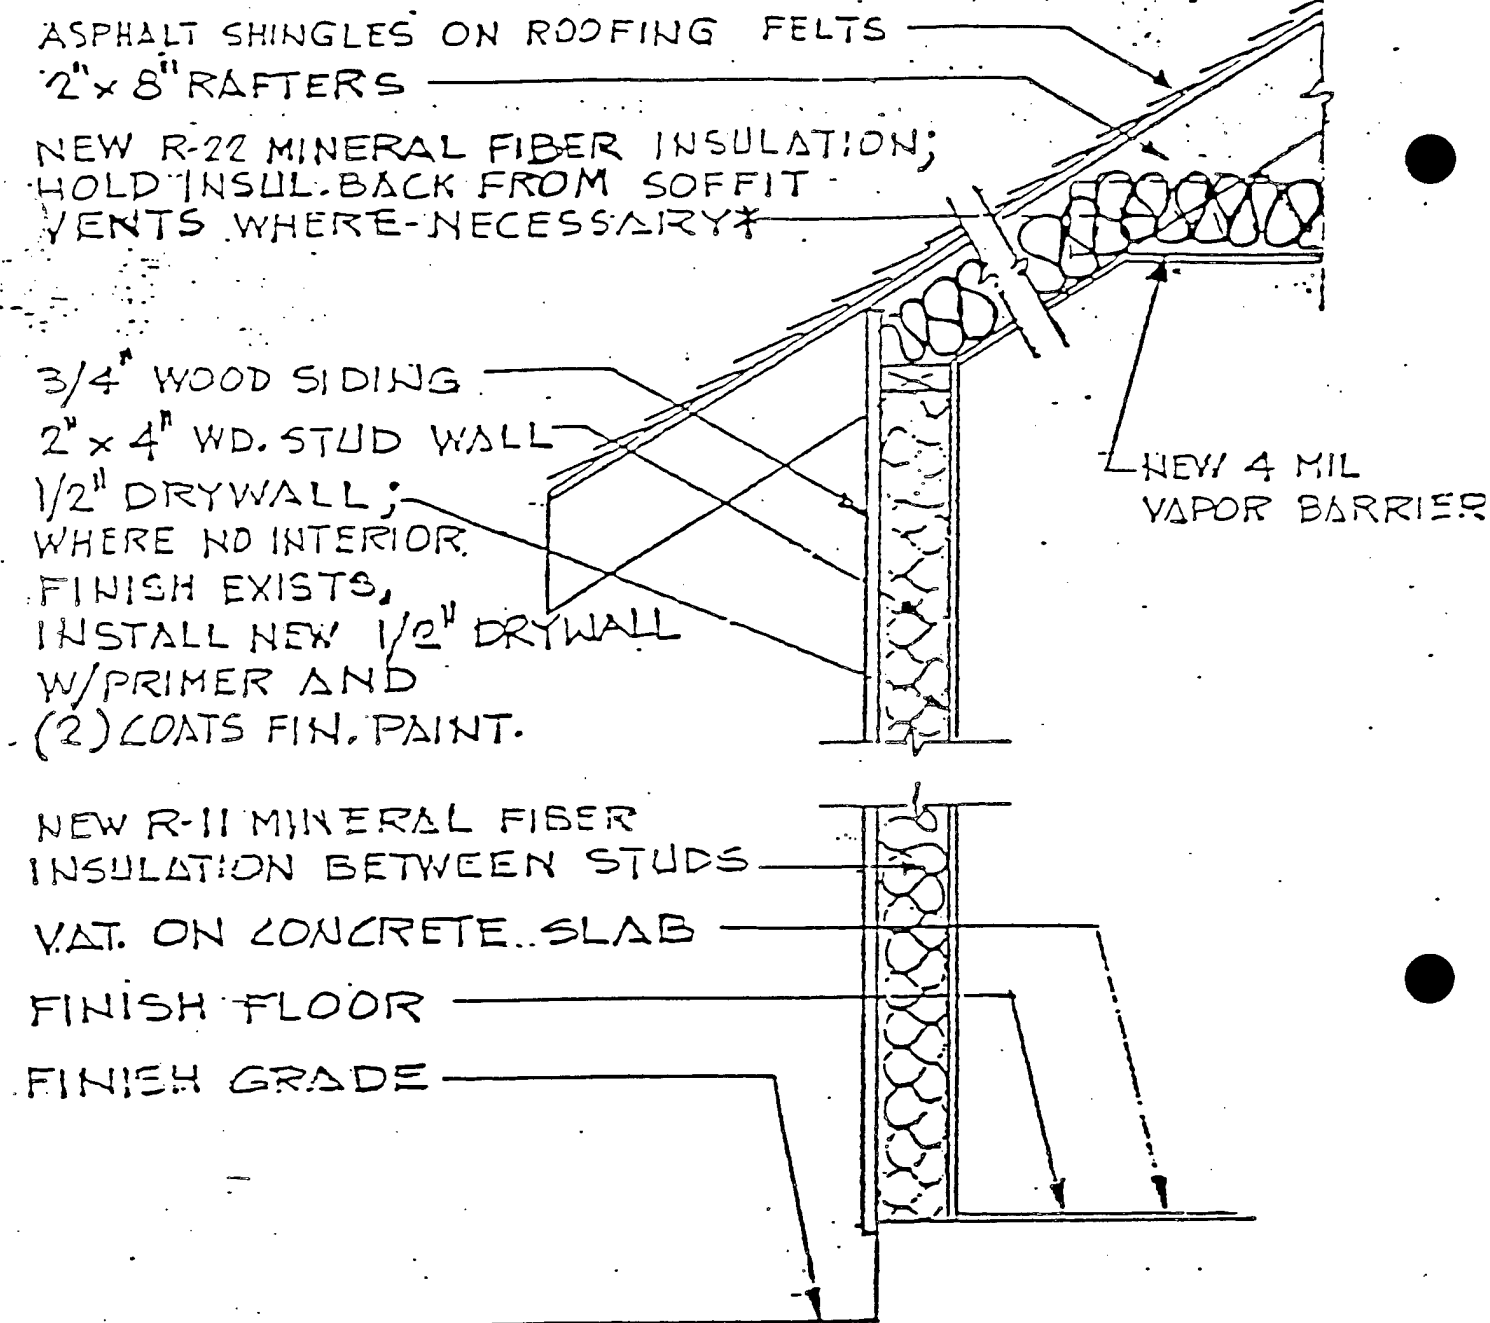 ASPHALT SHINGLES ON ROOFING FELTS
2" x 8" RAFTERS
NEW R-22 MINERAL FIBER INSULATION;
HOLD INSUL. BACK FROM SOFFIT
VENTS WHERE NECESSARY*
3/4" WOOD SIDING
2" x 4" WD. STUD WALL
1/2" DRYWALL;
WHERE NO INTERIOR
FINISH EXISTS,
INSTALL NEW 1/2" DRYWALL
W/PRIMER AND
(2) COATS FIN. PAINT.
NEW 4 MIL
VAPOR BARRIER
NEW R-11 MINERAL FIBER
INSULATION BETWEEN STUDS
V.A.T. ON CONCRETE SLAB
FINISH FLOOR
FINISH GRADE